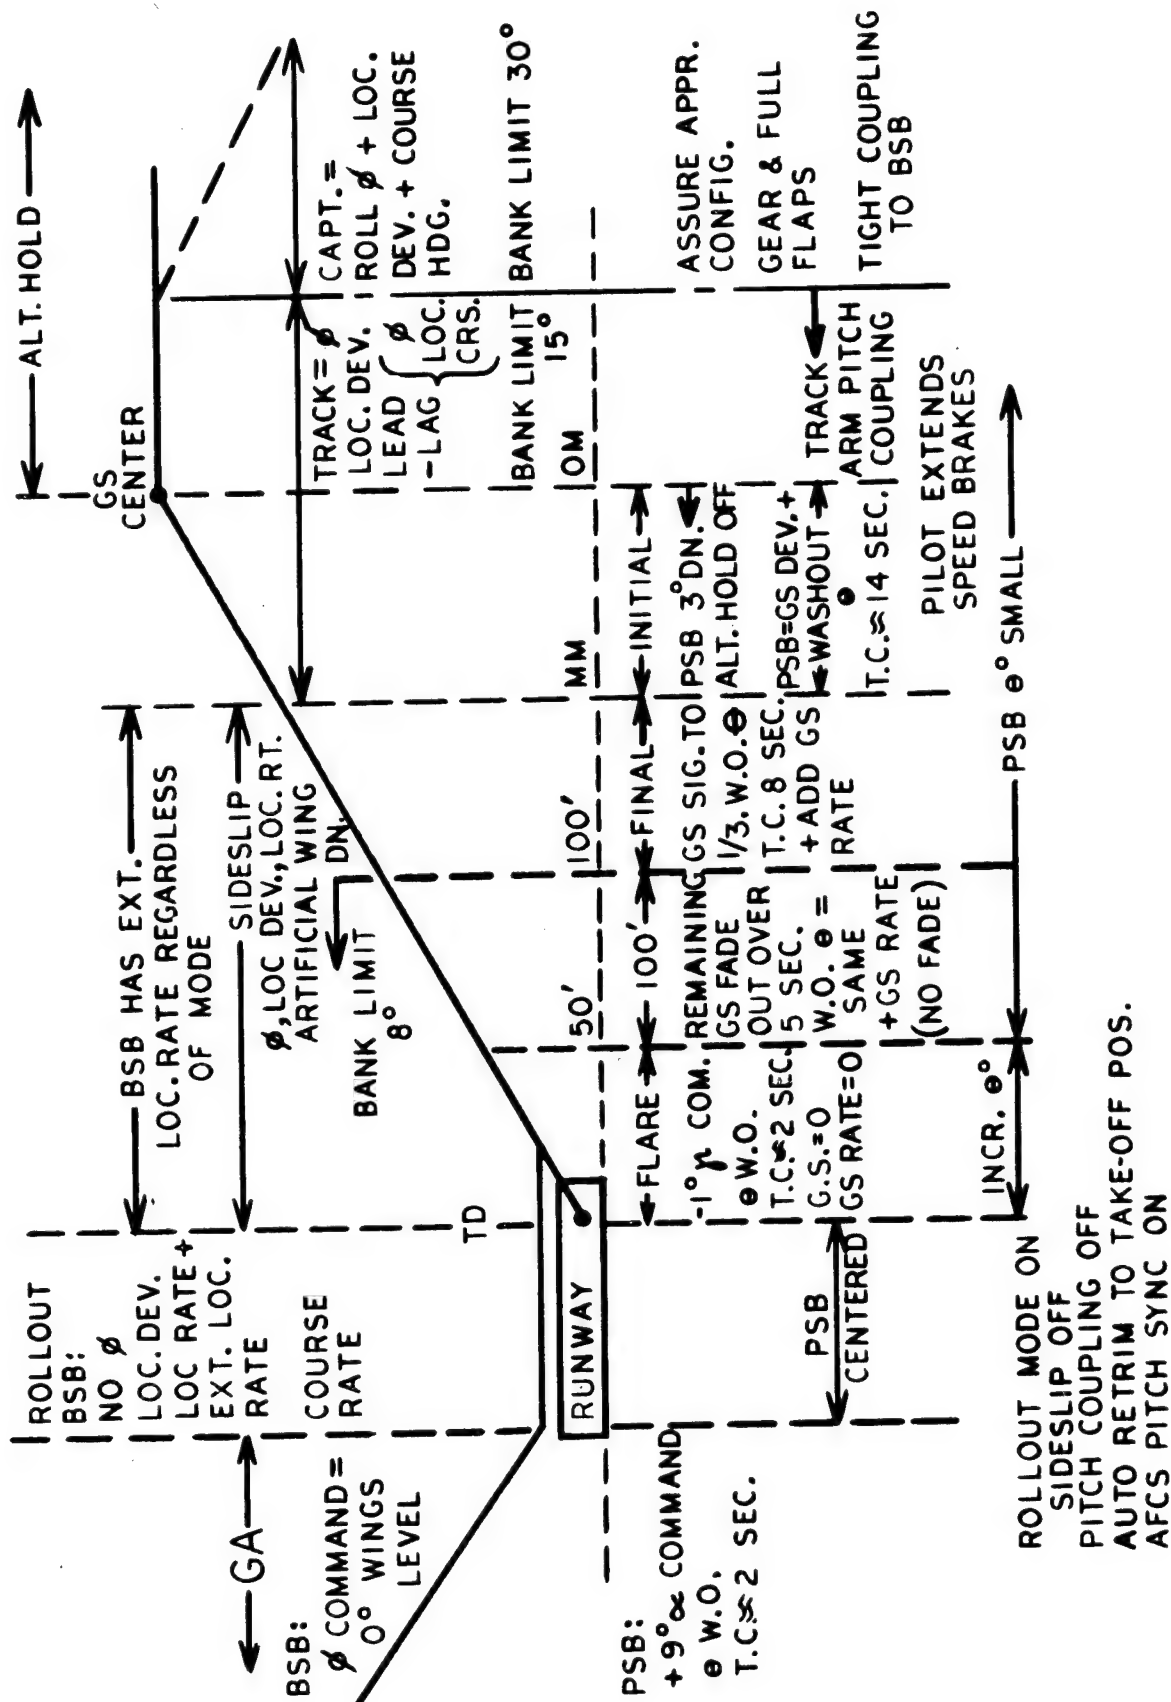 ALT. HOLD
GS
CENTER
BSB HAS EXT.
LOC. RATE REGARDLESS
OF MODE
SIDESLIP
ø, LOC DEV., LOC. RT.
ARTIFICIAL WING
DN.
BANK LIMIT
8°
ROLLOUT
BSB:
NO ø
LOC. DEV.
LOC RATE +
EXT. LOC.
RATE
COURSE
RATE
GA
BSB:
ø COMMAND =
0° WINGS
LEVEL
TRACK = ø
LOC. DEV.
LEAD
-LAG
ø
LOC.
CRS.
BANK LIMIT
15°
CAPT. =
ROLL ø + LOC.
DEV. + COURSE
HDG.
BANK LIMIT 30°
TD
50'
100'
MM
OM
RUNWAY
PSB:
+9° ∝ COMMAND
ɵ W.O.
T.C.≈2 SEC.
PSB
CENTERED
FLARE
-1° γ COM.
ɵ W.O.
T.C.≈2 SEC.
G.S.=0
GS RATE=0
100'
REMAINING
GS FADE
OUT OVER
5 SEC.
W.O. ɵ =
SAME
+GS RATE
(NO FADE)
FINAL
GS SIG. TO
1/3. W.O. ɵ
T.C. 8 SEC.
+ ADD GS
RATE
INITIAL
PSB 3° DN.
ALT. HOLD OFF
PSB=GS DEV.+
WASHOUT
ɵ
T.C.≈14 SEC.
TRACK
ARM PITCH
COUPLING
ASSURE APPR.
CONFIG.
GEAR & FULL
FLAPS
TIGHT COUPLING
TO BSB
PILOT EXTENDS
SPEED BRAKES
INCR. ɵ°
PSB ɵ° SMALL
ROLLOUT MODE ON
SIDESLIP OFF
PITCH COUPLING OFF
AUTO RETRIM TO TAKE-OFF POS.
AFCS PITCH SYNC ON